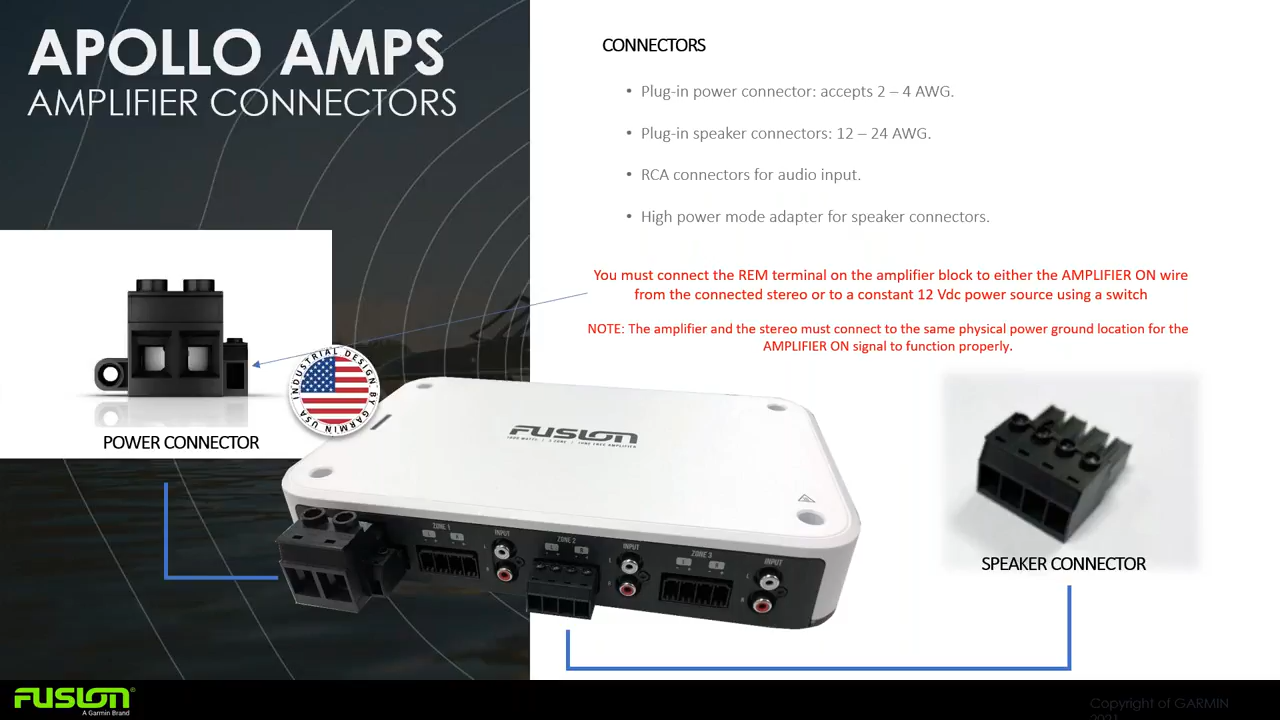 APOLLO AMPS
AMPLIFIER CONNECTORS
CONNECTORS
• Plug-in power connector: accepts 2 – 4 AWG.
• Plug-in speaker connectors: 12 – 24 AWG.
• RCA connectors for audio input.
• High power mode adapter for speaker connectors.
You must connect the REM terminal on the amplifier block to either the AMPLIFIER ON wire
from the connected stereo or to a constant 12 Vdc power source using a switch
NOTE: The amplifier and the stereo must connect to the same physical power ground location for the
AMPLIFIER ON signal to function properly.
INDUSTRIAL DESIGN BY GARMIN USA
POWER CONNECTOR
FUSION
ZONE 1
L R
INPUT
ZONE 2
L R
INPUT
ZONE 3
INPUT
SPEAKER CONNECTOR
FUSION®
A Garmin Brand
Copyright of GARMIN
2021